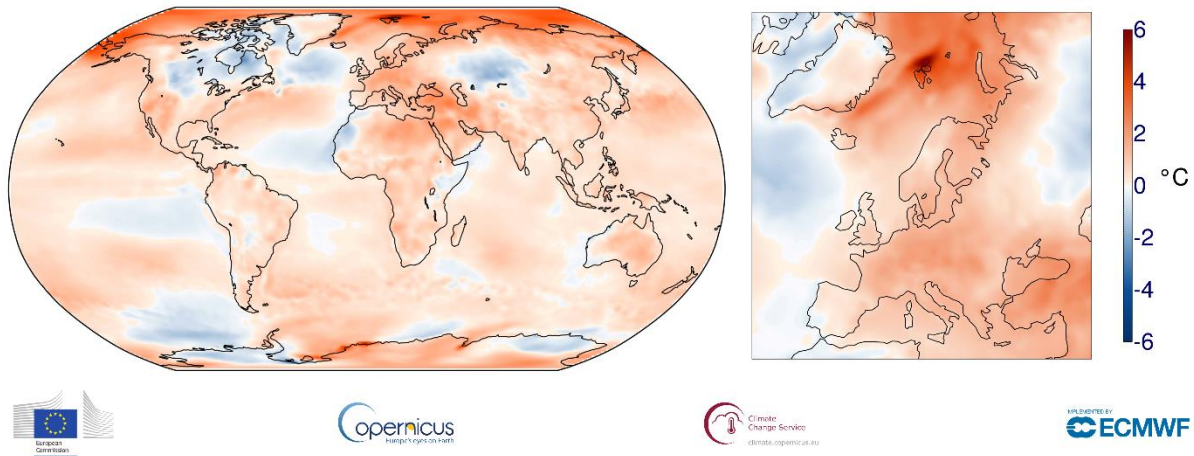 6
4
2
0
-2
-4
-6
°C
European
Commission
Copernicus
Europe's eyes on Earth
Climate
Change Service
climate.copernicus.eu
IMPLEMENTED BY
ECMWF